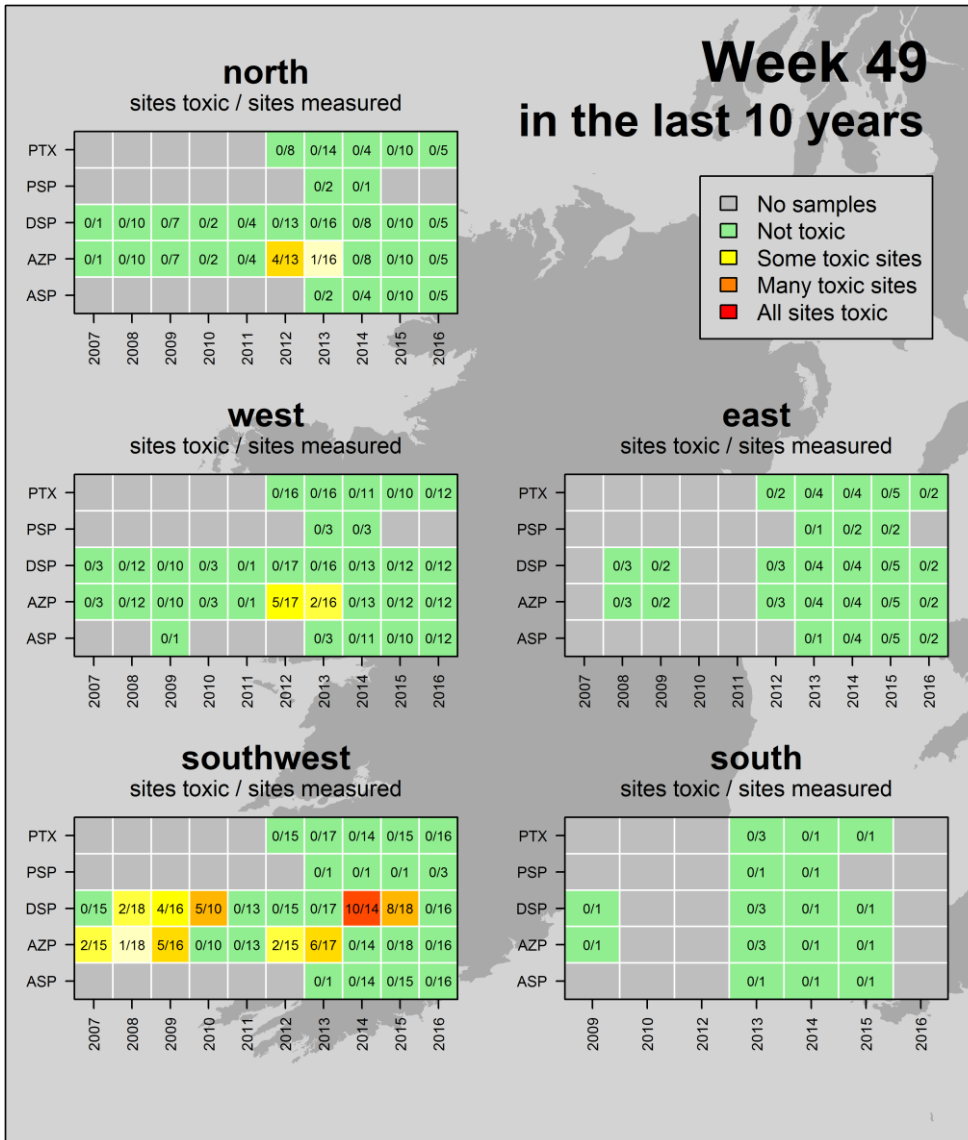 Week 49
in the last 10 years
north
sites toxic / sites measured
PTX 0/8 0/14 0/4 0/10 0/5
PSP 0/2 0/1
DSP 0/1 0/10 0/7 0/2 0/4 0/13 0/16 0/8 0/10 0/5
AZP 0/1 0/10 0/7 0/2 0/4 4/13 1/16 0/8 0/10 0/5
ASP 0/2 0/4 0/10 0/5
2007 2008 2009 2010 2011 2012 2013 2014 2015 2016
No samples
Not toxic
Some toxic sites
Many toxic sites
All sites toxic
west
sites toxic / sites measured
PTX 0/16 0/16 0/11 0/10 0/12
PSP 0/3 0/3
DSP 0/3 0/12 0/10 0/3 0/1 0/17 0/16 0/13 0/12 0/12
AZP 0/3 0/12 0/10 0/3 0/1 5/17 2/16 0/13 0/12 0/12
ASP 0/1 0/3 0/11 0/10 0/12
2007 2008 2009 2010 2011 2012 2013 2014 2015 2016
east
sites toxic / sites measured
PTX 0/2 0/4 0/4 0/5 0/2
PSP 0/1 0/2 0/2
DSP 0/3 0/2 0/3 0/4 0/4 0/5 0/2
AZP 0/3 0/2 0/3 0/4 0/4 0/5 0/2
ASP 0/1 0/4 0/5 0/2
2007 2008 2009 2010 2011 2012 2013 2014 2015 2016
southwest
sites toxic / sites measured
PTX 0/15 0/17 0/14 0/15 0/16
PSP 0/1 0/1 0/1 0/3
DSP 0/15 2/18 4/16 5/10 0/13 0/15 0/17 10/14 8/18 0/16
AZP 2/15 1/18 5/16 0/10 0/13 2/15 6/17 0/14 0/18 0/16
ASP 0/1 0/14 0/15 0/16
2007 2008 2009 2010 2011 2012 2013 2014 2015 2016
south
sites toxic / sites measured
PTX 0/3 0/1 0/1
PSP 0/1 0/1
DSP 0/1 0/3 0/1 0/1
AZP 0/1 0/3 0/1 0/1
ASP 0/1 0/1 0/1
2009 2010 2012 2013 2014 2015 2016